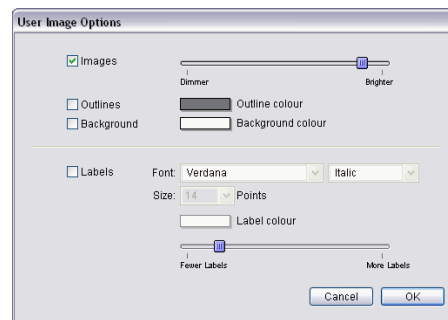 User Image Options
Images
Dimmer Brighter
Outlines Outline colour
Background Background colour
Labels Font: Verdana Italic
Size: 14 Points
Label colour
Fewer Labels More Labels
Cancel OK